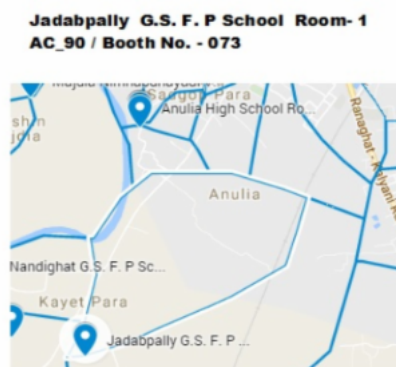 Jadabpally G.S. F. P School Room- 1
AC_90 / Booth No. - 073
Para
Anulia High School Ro...
Anulia
Ranaghat - Kalyani
Nandighat G.S. F. P Sc...
Kayet Para
Jadabpally G.S. F. P ...